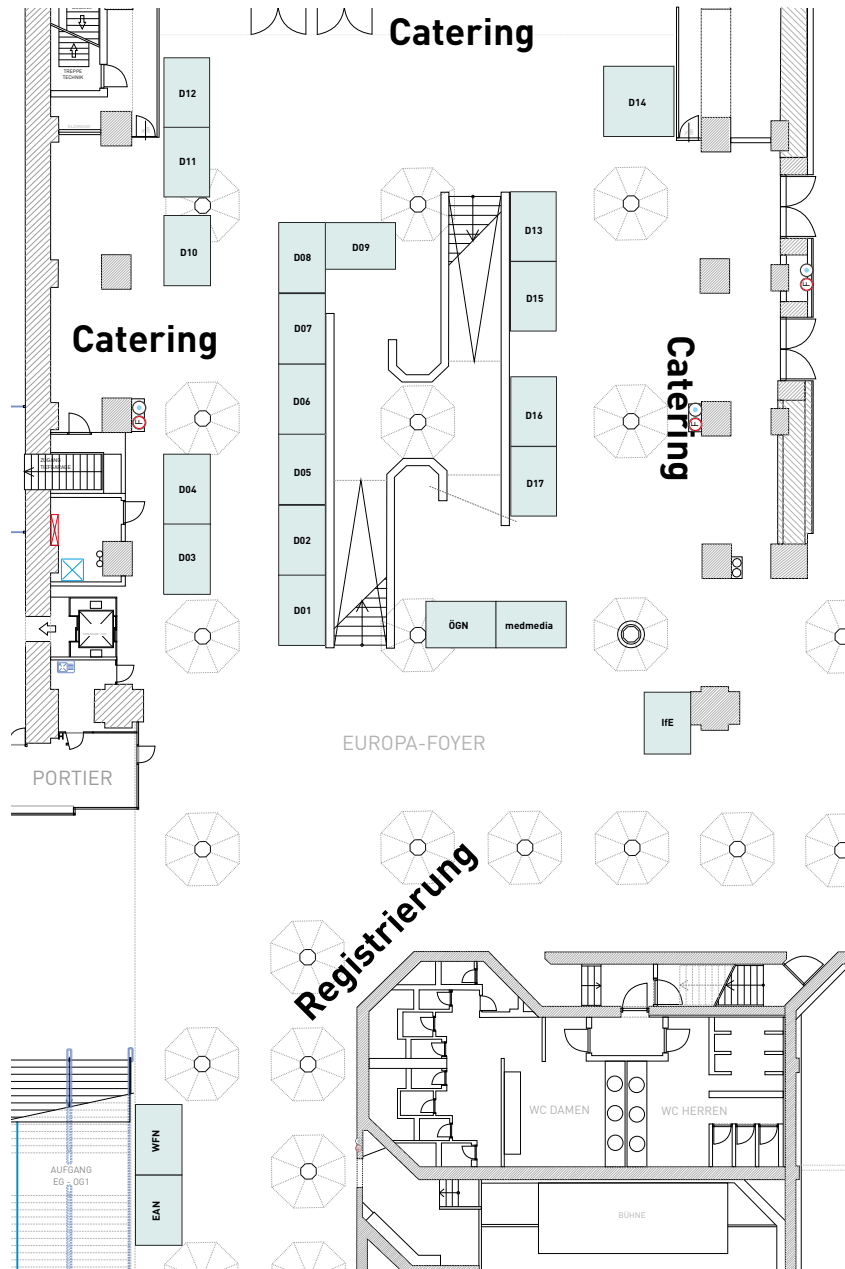 Catering
TREPPE
TECHNIK
D12
D14
D11
D13
D10
D09
D08
D15
D07
Catering
Catering
F
D06
D16
F
F
ZUGANG
TIEFGARAGE
D05
D17
D04
D02
D03
D01
ÖGN
medmedia
IfE
EUROPA-FOYER
PORTIER
Registrierung
WC DAMEN
WC HERREN
WFN
AUFGANG
EG - OG1
EAN
BÜHNE